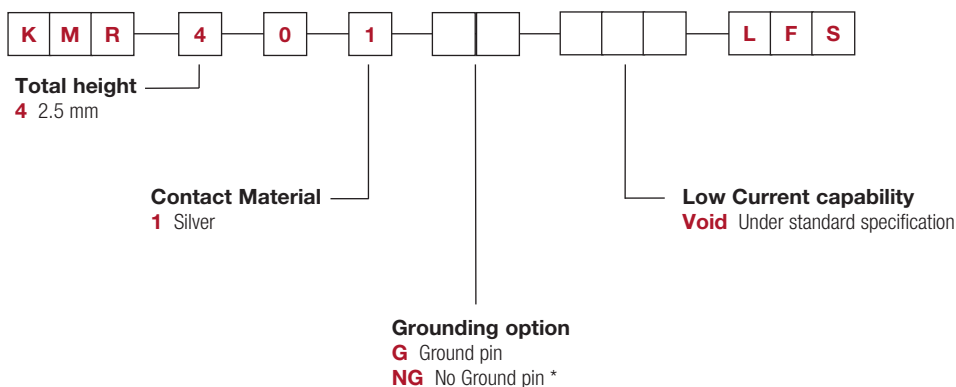 K M R 4 0 1 L F S
Total height
4 2.5 mm
Contact Material
1 Silver
Low Current capability
Void Under standard specification
Grounding option
G Ground pin
NG No Ground pin *